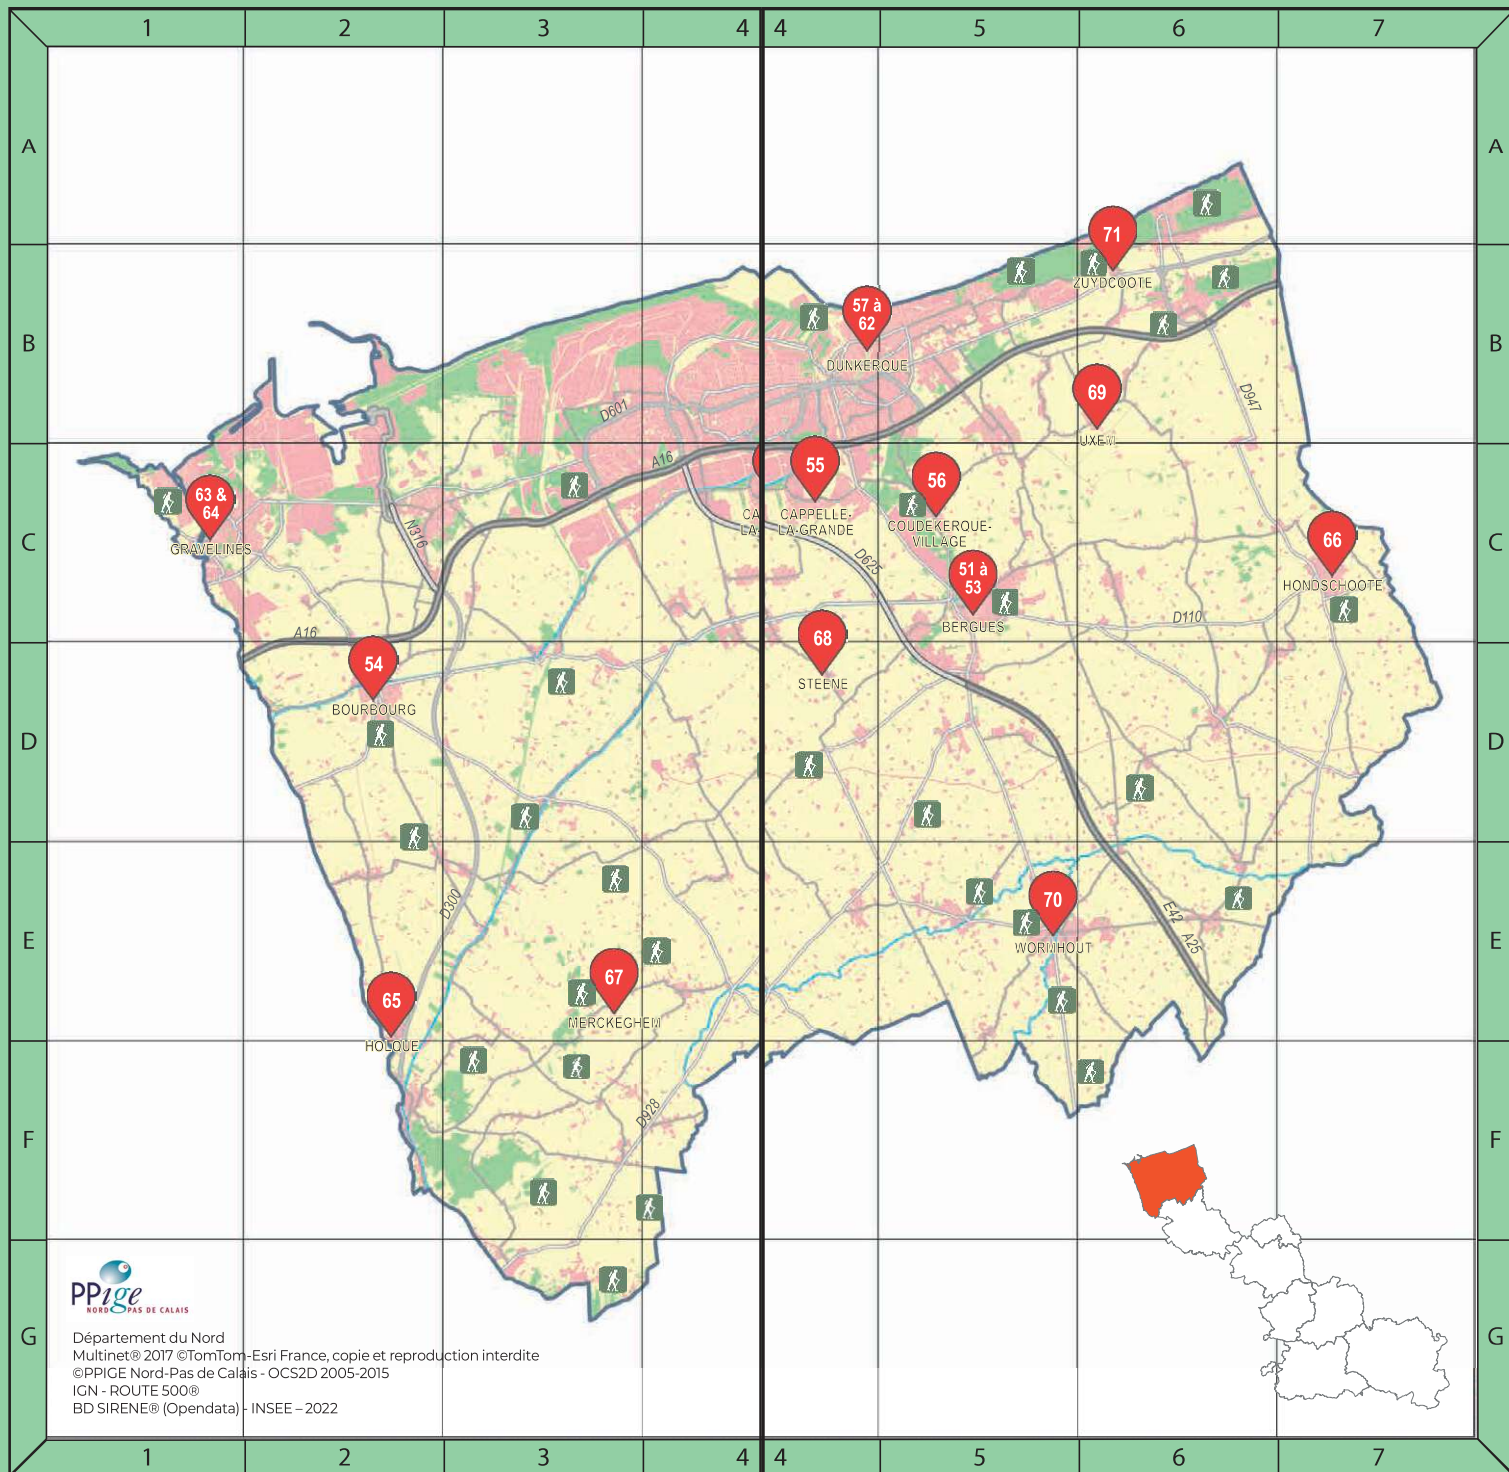 1 2 3 4 4 5 6 7
A A
71
ZUYDCOOTE
57 à
62
DUNKERQUE
B B
69
UXEM
D947
D601
A16
55
CAPPELLE-
LA-GRANDE
CA
LA-
56
COUDEKERQUE-
VILLAGE
63 &
64
GRAVELINES
N316
C C
D625
51 à
53
BERGUES
66
HONDSCHOOTE
D110
A16
68
STEENE
54
BOURBOURG
D D
D300
70
WORMHOUT
E42 A25
E E
67
MERCKEGHEM
65
HOLQUE
D928
F F
PPige
NORD PAS DE CALAIS
G G
Département du Nord
Multinet® 2017 ©TomTom-Esri France, copie et reproduction interdite
©PPIGE Nord-Pas de Calais - OCS2D 2005-2015
IGN - ROUTE 500®
BD SIRENE® (Opendata) - INSEE – 2022
1 2 3 4 4 5 6 7